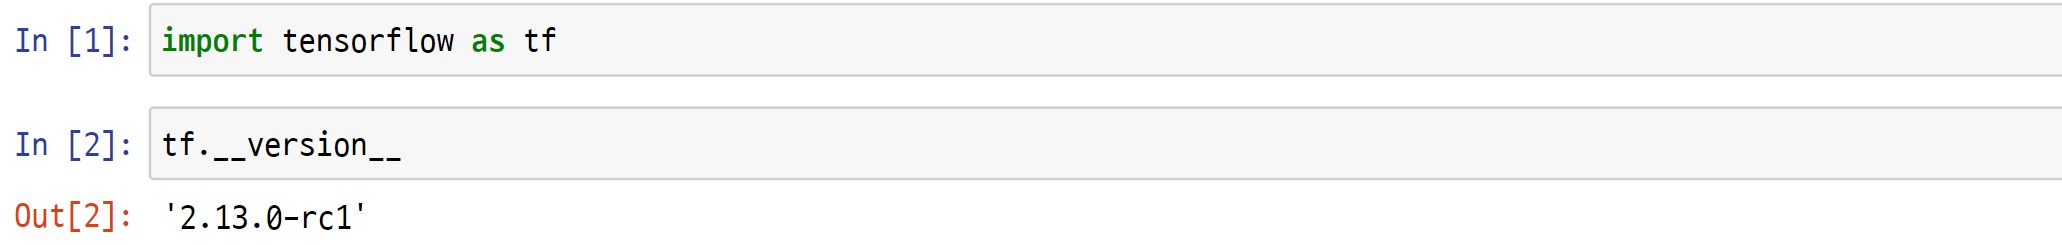 In [1]: import tensorflow as tf
In [2]: tf.__version__
Out[2]: '2.13.0-rc1'